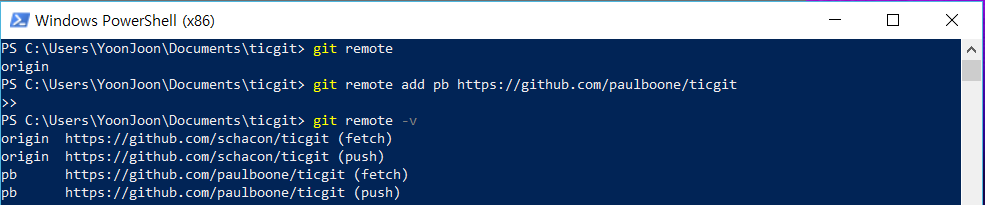 Windows PowerShell (x86)
PS C:\Users\YoonJoon\Documents\ticgit> git remote
origin
PS C:\Users\YoonJoon\Documents\ticgit> git remote add pb https://github.com/paulboone/ticgit
>>
PS C:\Users\YoonJoon\Documents\ticgit> git remote -v
origin  https://github.com/schacon/ticgit (fetch)
origin  https://github.com/schacon/ticgit (push)
pb      https://github.com/paulboone/ticgit (fetch)
pb      https://github.com/paulboone/ticgit (push)